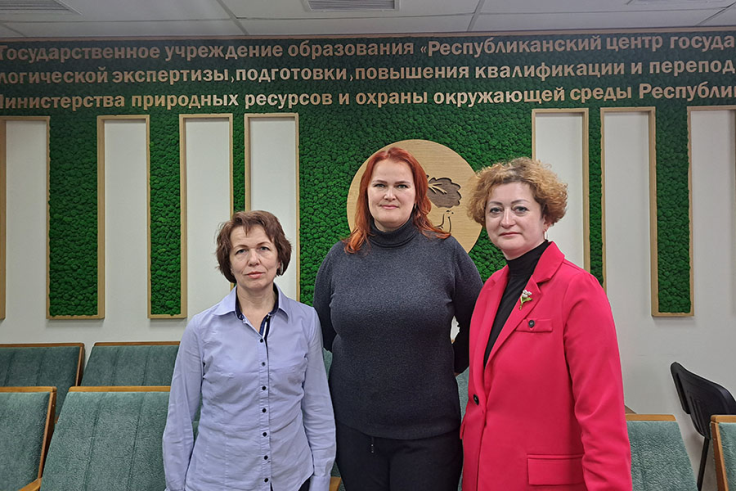 Государственное учреждение образования «Республиканский центр госуда
логической экспертизы, подготовки, повышения квалификации и перепод
Министерства природных ресурсов и охраны окружающей среды Республи